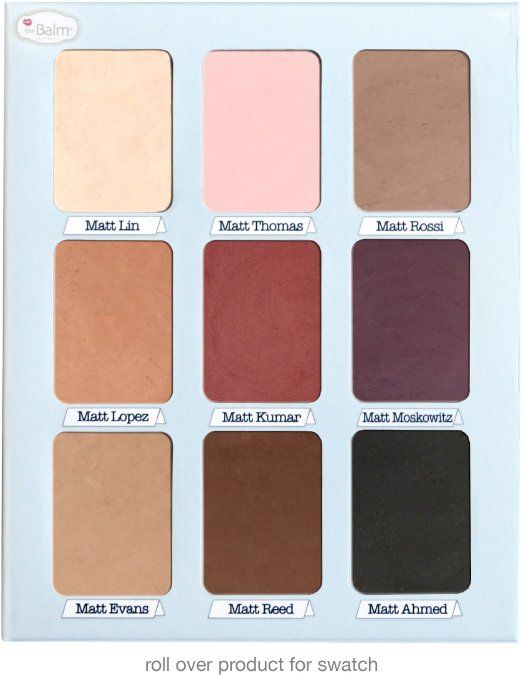 theBalm
Matt Lin
Matt Thomas
Matt Rossi
Matt Lopez
Matt Kumar
Matt Moskowitz
Matt Evans
Matt Reed
Matt Ahmed
roll over product for swatch